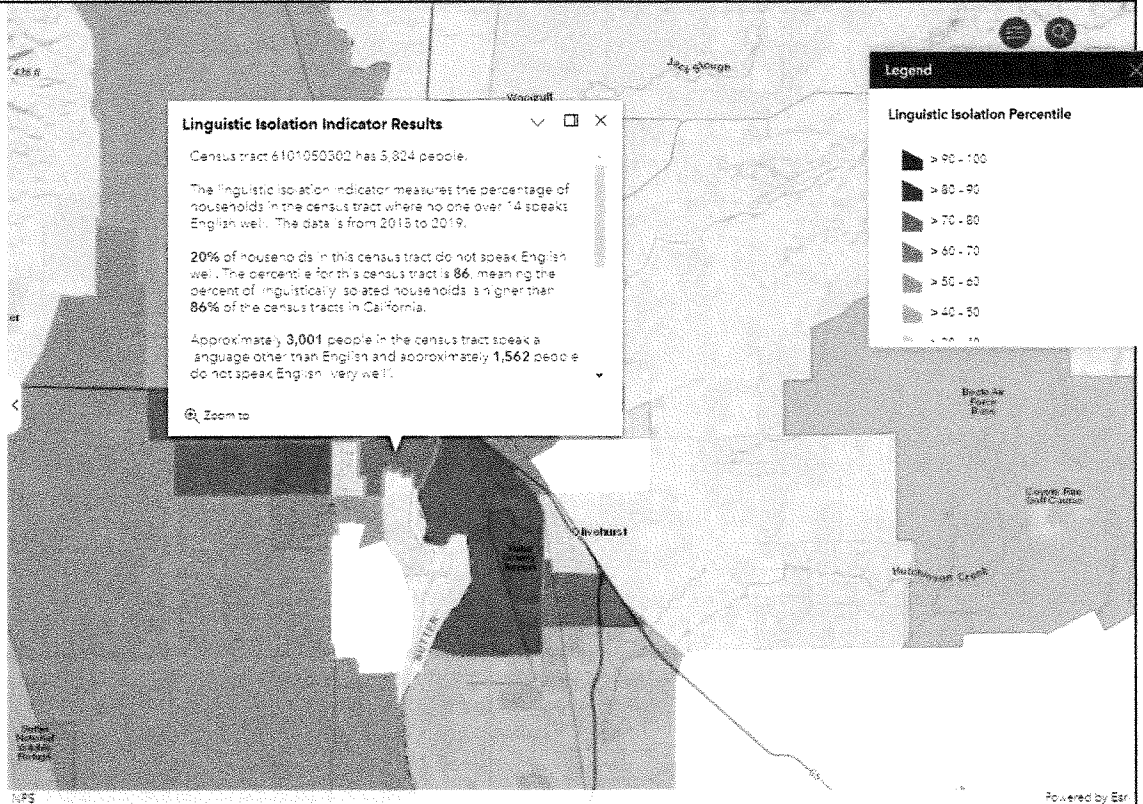 Jack Slough
Woodruff
Legend
Linguistic Isolation Percentile
> 90 - 100
> 80 - 90
> 70 - 80
> 60 - 70
> 50 - 60
> 40 - 50
Linguistic Isolation Indicator Results
Census tract 6101050302 has 5,824 people.
The linguistic isolation indicator measures the percentage of
households in the census tract where no one over 14 speaks
English well. The data is from 2015 to 2019.
20% of households in this census tract do not speak English
well. The percentile for this census tract is 86, meaning the
percent of linguistically isolated households is higher than
86% of the census tracts in California.
Approximately 3,001 people in the census tract speak a
language other than English and approximately 1,562 people
do not speak English "very well".
Zoom to
Beale Air
Force
Base
Coyote Run
Golf Course
Olivehurst
Hutchinson Creek
SUTTER
Sutter
National
Wildlife
Refuge
NPS
Powered by Esri